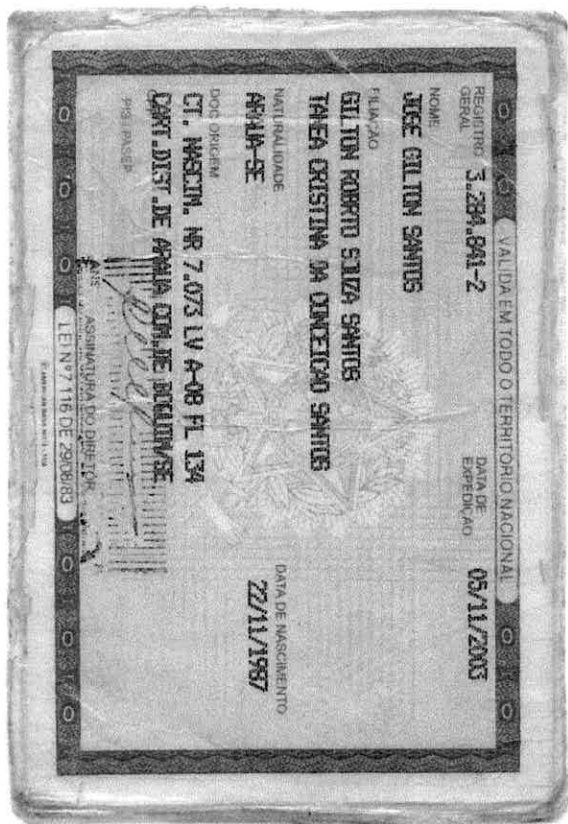 VALIDA EM TODO O TERRITORIO NACIONAL
REGISTRO GERAL 3.284.841-2 DATA DE EXPEDIÇÃO 05/11/2003
NOME
JOSE GILTON SANTOS
FILIAÇÃO
GILTON ROBERTO SOUZA SANTOS
TANEA CRISTINA DA CONCEICAO SANTOS
NATURALIDADE DATA DE NASCIMENTO
ARAUA-SE 22/11/1987
DOC ORIGEM
CT. NASCIM. NR 7.073 LV A-08 FL 134
CART.DIST.DE ARAUA COM.DE BOQUIM/SE
PIS / PASEP
ASSINATURA DO DIRETOR
LEI Nº 7.116 DE 29/08/83